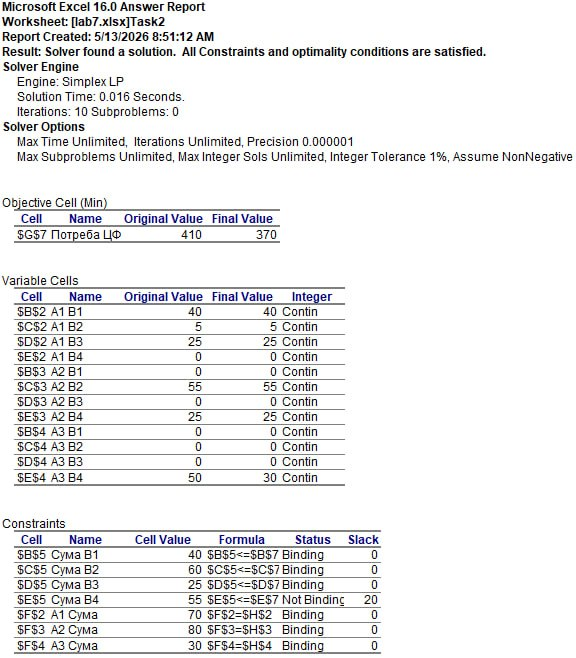 Microsoft Excel 16.0 Answer Report
Worksheet: [lab7.xlsx]Task2
Report Created: 5/13/2026 8:51:12 AM
Result: Solver found a solution. All Constraints and optimality conditions are satisfied.
Solver Engine
Engine: Simplex LP
Solution Time: 0.016 Seconds.
Iterations: 10 Subproblems: 0
Solver Options
Max Time Unlimited, Iterations Unlimited, Precision 0.000001
Max Subproblems Unlimited, Max Integer Sols Unlimited, Integer Tolerance 1%, Assume NonNegative
Objective Cell (Min)
Cell Name Original Value Final Value
$G$7 Потреба ЦФ 410 370
Variable Cells
Cell Name Original Value Final Value Integer
$B$2 A1 B1 40 40 Contin
$C$2 A1 B2 5 5 Contin
$D$2 A1 B3 25 25 Contin
$E$2 A1 B4 0 0 Contin
$B$3 A2 B1 0 0 Contin
$C$3 A2 B2 55 55 Contin
$D$3 A2 B3 0 0 Contin
$E$3 A2 B4 25 25 Contin
$B$4 A3 B1 0 0 Contin
$C$4 A3 B2 0 0 Contin
$D$4 A3 B3 0 0 Contin
$E$4 A3 B4 50 30 Contin
Constraints
Cell Name Cell Value Formula Status Slack
$B$5 Сума B1 40 $B$5<=$B$7 Binding 0
$C$5 Сума B2 60 $C$5<=$C$7 Binding 0
$D$5 Сума B3 25 $D$5<=$D$7 Binding 0
$E$5 Сума B4 55 $E$5<=$E$7 Not Binding 20
$F$2 A1 Сума 70 $F$2=$H$2 Binding 0
$F$3 A2 Сума 80 $F$3=$H$3 Binding 0
$F$4 A3 Сума 30 $F$4=$H$4 Binding 0